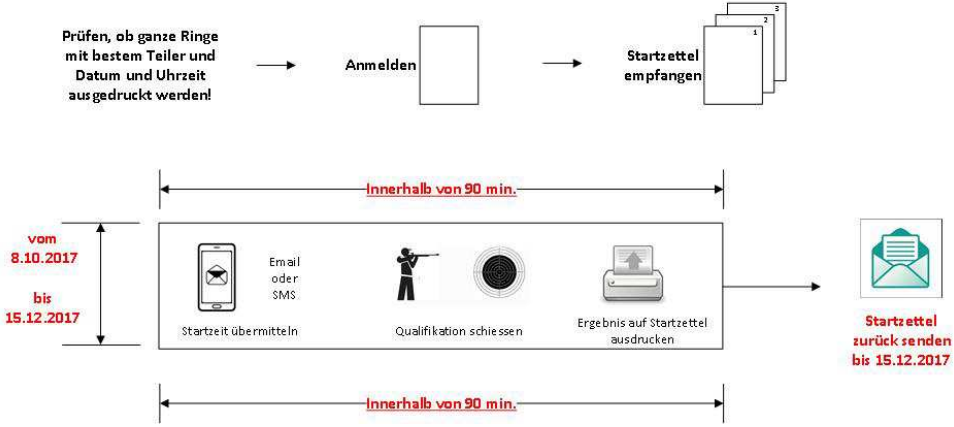 Prüfen, ob ganze Ringe
mit bestem Teiler und
Datum und Uhrzeit
ausgedruckt werden!
Anmelden
Startzettel
empfangen
1
2
3
Innerhalb von 90 min.
vom
8.10.2017
bis
15.12.2017
Email
oder
SMS
Startzeit übermitteln
Qualifikation schiessen
Ergebnis auf Startzettel
ausdrucken
Startzettel
zurück senden
bis 15.12.2017
Innerhalb von 90 min.